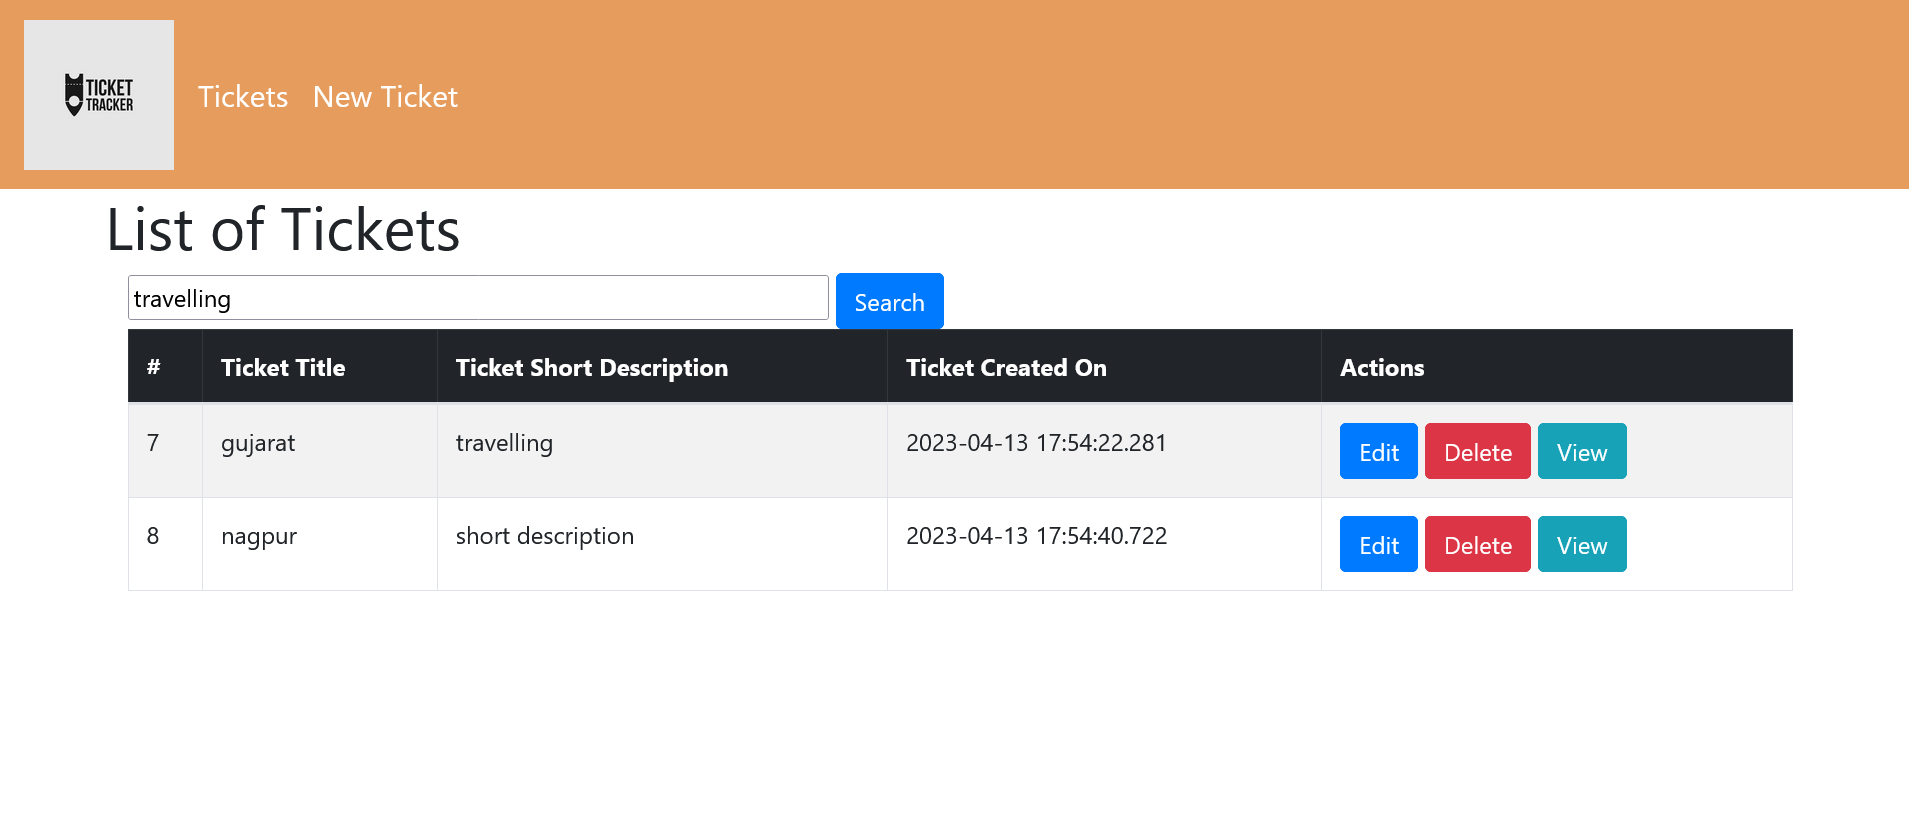 TICKET
TRACKER
Tickets New Ticket
List of Tickets
travelling Search
# Ticket Title Ticket Short Description Ticket Created On Actions
7 gujarat travelling 2023-04-13 17:54:22.281 Edit Delete View
8 nagpur short description 2023-04-13 17:54:40.722 Edit Delete View